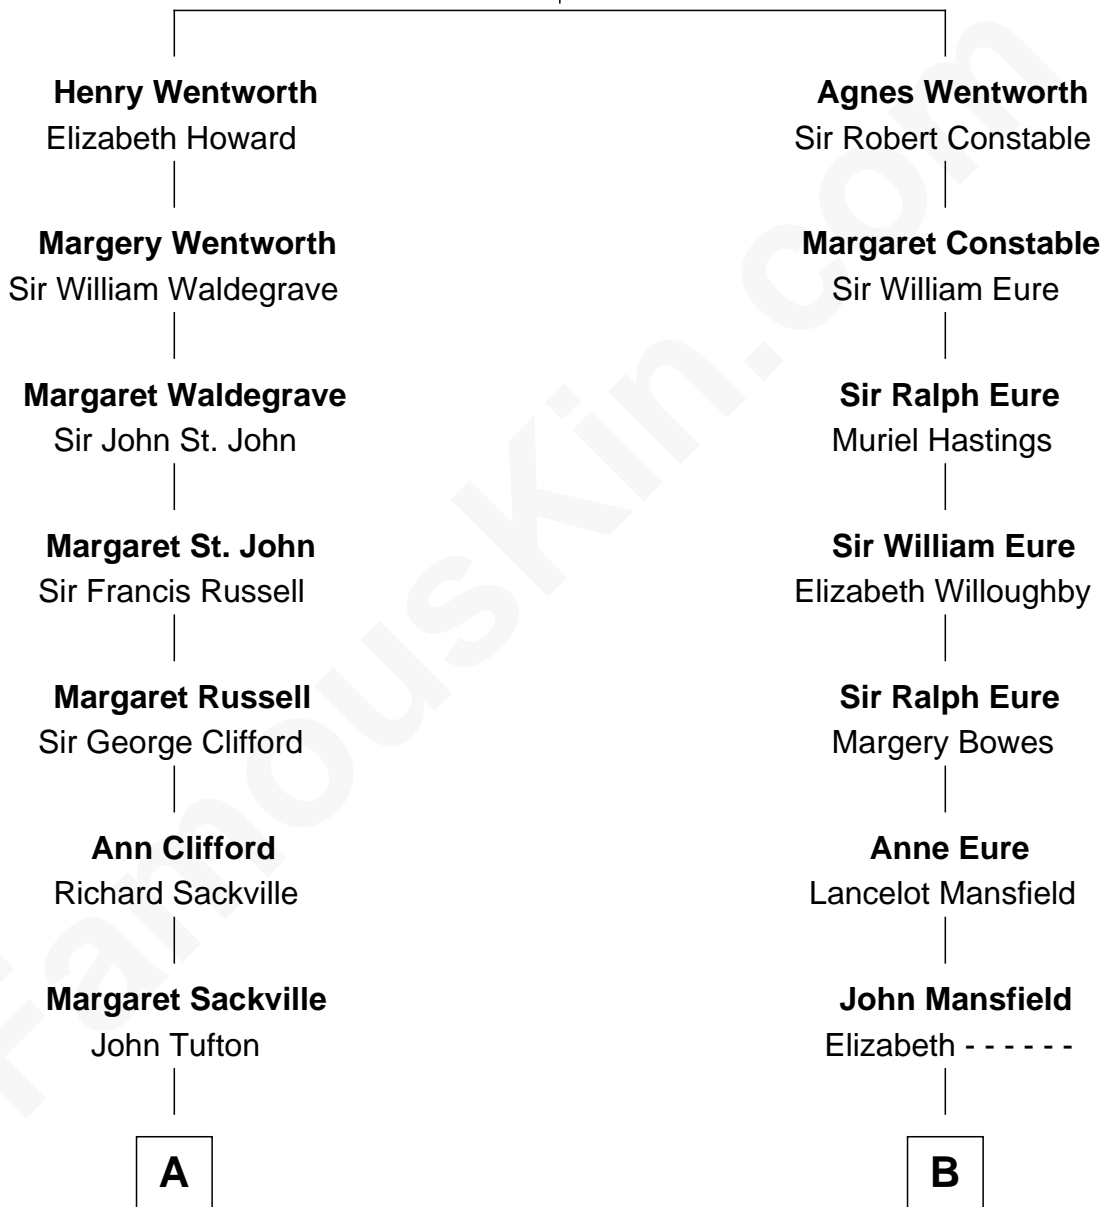 Henry Wentworth
Elizabeth Howard
Margery Wentworth
Sir William Waldegrave
Margaret Waldegrave
Sir John St. John
Margaret St. John
Sir Francis Russell
Margaret Russell
Sir George Clifford
Ann Clifford
Richard Sackville
Margaret Sackville
John Tufton
A
Agnes Wentworth
Sir Robert Constable
Margaret Constable
Sir William Eure
Sir Ralph Eure
Muriel Hastings
Sir William Eure
Elizabeth Willoughby
Sir Ralph Eure
Margery Bowes
Anne Eure
Lancelot Mansfield
John Mansfield
Elizabeth - - - - - -
B
FamousKin.com